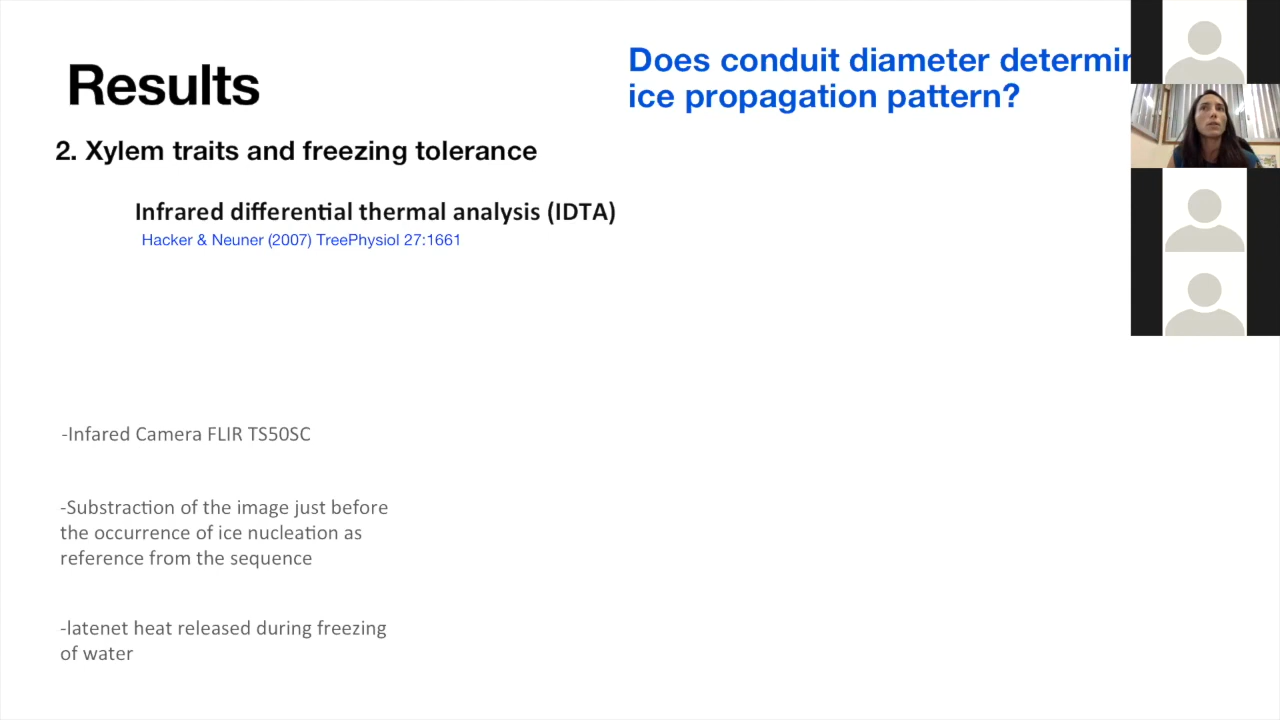 Results
Does conduit diameter determin
ice propagation pattern?
2. Xylem traits and freezing tolerance
Infrared differential thermal analysis (IDTA)
Hacker & Neuner (2007) TreePhysiol 27:1661
-Infared Camera FLIR TS50SC
-Substraction of the image just before
the occurrence of ice nucleation as
reference from the sequence
-latenet heat released during freezing
of water